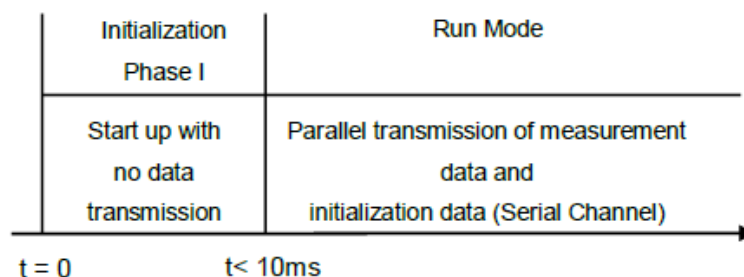 Initialization
Phase I
Run Mode
Start up with
no data
transmission
Parallel transmission of measurement
data and
initialization data (Serial Channel)
t = 0
t< 10ms